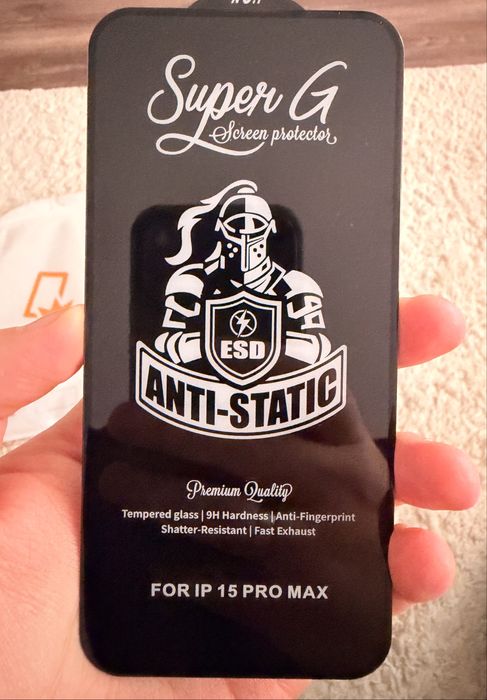 Super G
Screen protector
ESD
ANTI-STATIC
Premium Quality
Tempered glass | 9H Hardness | Anti-Fingerprint
Shatter-Resistant | Fast Exhaust
FOR IP 15 PRO MAX